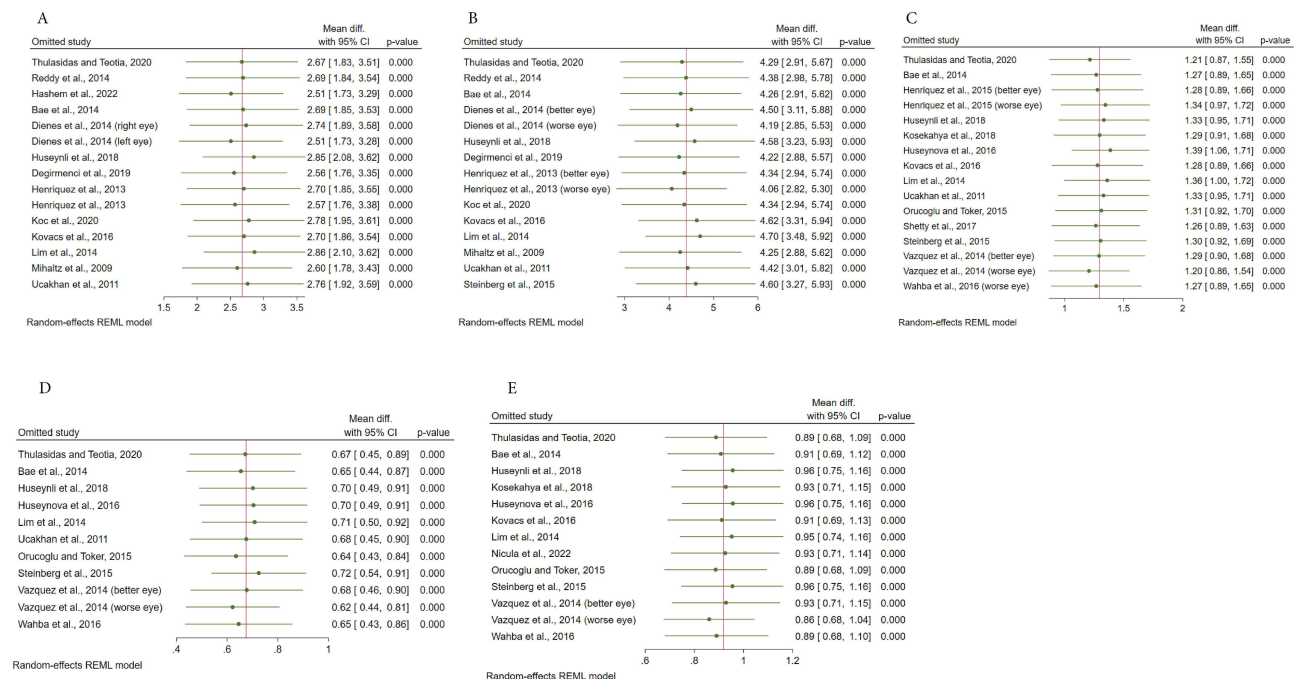 A
Mean diff.
Omitted study with 95% CI p-value
Thulasidas and Teotia, 2020 2.67 [ 1.83, 3.51] 0.000
Reddy et al., 2014 2.69 [ 1.84, 3.54] 0.000
Hashem et al., 2022 2.51 [ 1.73, 3.29] 0.000
Bae et al., 2014 2.69 [ 1.85, 3.53] 0.000
Dienes et al., 2014 (right eye) 2.74 [ 1.89, 3.58] 0.000
Dienes et al., 2014 (left eye) 2.51 [ 1.73, 3.28] 0.000
Huseynli et al., 2018 2.85 [ 2.08, 3.62] 0.000
Degirmenci et al., 2019 2.56 [ 1.76, 3.35] 0.000
Henriquez et al., 2013 2.70 [ 1.85, 3.55] 0.000
Henriquez et al., 2013 2.57 [ 1.76, 3.38] 0.000
Koc et al., 2020 2.78 [ 1.95, 3.61] 0.000
Kovacs et al., 2016 2.70 [ 1.86, 3.54] 0.000
Lim et al., 2014 2.86 [ 2.10, 3.62] 0.000
Mihaltz et al., 2009 2.60 [ 1.78, 3.43] 0.000
Ucakhan et al., 2011 2.76 [ 1.92, 3.59] 0.000
1.5 2 2.5 3 3.5
Random-effects REML model
B
Mean diff.
Omitted study with 95% CI p-value
Thulasidas and Teotia, 2020 4.29 [ 2.91, 5.67] 0.000
Reddy et al., 2014 4.38 [ 2.98, 5.78] 0.000
Bae et al., 2014 4.26 [ 2.91, 5.62] 0.000
Dienes et al., 2014 (better eye) 4.50 [ 3.11, 5.88] 0.000
Dienes et al., 2014 (worse eye) 4.19 [ 2.85, 5.53] 0.000
Huseynli et al., 2018 4.58 [ 3.23, 5.93] 0.000
Degirmenci et al., 2019 4.22 [ 2.88, 5.57] 0.000
Henriquez et al., 2013 (better eye) 4.34 [ 2.94, 5.74] 0.000
Henriquez et al., 2013 (worse eye) 4.06 [ 2.82, 5.30] 0.000
Koc et al., 2020 4.34 [ 2.94, 5.74] 0.000
Kovacs et al., 2016 4.62 [ 3.31, 5.94] 0.000
Lim et al., 2014 4.70 [ 3.48, 5.92] 0.000
Mihaltz et al., 2009 4.25 [ 2.88, 5.62] 0.000
Ucakhan et al., 2011 4.42 [ 3.01, 5.82] 0.000
Steinberg et al., 2015 4.60 [ 3.27, 5.93] 0.000
3 4 5 6
Random-effects REML model
C
Mean diff.
Omitted study with 95% CI p-value
Thulasidas and Teotia, 2020 1.21 [ 0.87, 1.55] 0.000
Bae et al., 2014 1.27 [ 0.89, 1.65] 0.000
Henriquez et al., 2015 (better eye) 1.28 [ 0.89, 1.66] 0.000
Henriquez et al., 2015 (worse eye) 1.34 [ 0.97, 1.72] 0.000
Huseynli et al., 2018 1.33 [ 0.95, 1.71] 0.000
Kosekahya et al., 2018 1.29 [ 0.91, 1.68] 0.000
Huseynova et al., 2016 1.39 [ 1.06, 1.71] 0.000
Kovacs et al., 2016 1.28 [ 0.89, 1.66] 0.000
Lim et al., 2014 1.36 [ 1.00, 1.72] 0.000
Ucakhan et al., 2011 1.33 [ 0.95, 1.71] 0.000
Orucoglu and Toker, 2015 1.31 [ 0.92, 1.70] 0.000
Shetty et al., 2017 1.26 [ 0.89, 1.63] 0.000
Steinberg et al., 2015 1.30 [ 0.92, 1.69] 0.000
Vazquez et al., 2014 (better eye) 1.29 [ 0.90, 1.68] 0.000
Vazquez et al., 2014 (worse eye) 1.20 [ 0.86, 1.54] 0.000
Wahba et al., 2016 (worse eye) 1.27 [ 0.89, 1.65] 0.000
1 1.5 2
Random-effects REML model
D
Mean diff.
Omitted study with 95% CI p-value
Thulasidas and Teotia, 2020 0.67 [ 0.45, 0.89] 0.000
Bae et al., 2014 0.65 [ 0.44, 0.87] 0.000
Huseynli et al., 2018 0.70 [ 0.49, 0.91] 0.000
Huseynova et al., 2016 0.70 [ 0.49, 0.91] 0.000
Lim et al., 2014 0.71 [ 0.50, 0.92] 0.000
Ucakhan et al., 2011 0.68 [ 0.45, 0.90] 0.000
Orucoglu and Toker, 2015 0.64 [ 0.43, 0.84] 0.000
Steinberg et al., 2015 0.72 [ 0.54, 0.91] 0.000
Vazquez et al., 2014 (better eye) 0.68 [ 0.46, 0.90] 0.000
Vazquez et al., 2014 (worse eye) 0.62 [ 0.44, 0.81] 0.000
Wahba et al., 2016 0.65 [ 0.43, 0.86] 0.000
.4 .6 .8 1
Random-effects REML model
E
Mean diff.
Omitted study with 95% CI p-value
Thulasidas and Teotia, 2020 0.89 [ 0.68, 1.09] 0.000
Bae et al., 2014 0.91 [ 0.69, 1.12] 0.000
Huseynli et al., 2018 0.96 [ 0.75, 1.16] 0.000
Kosekahya et al., 2018 0.93 [ 0.71, 1.15] 0.000
Huseynova et al., 2016 0.96 [ 0.75, 1.16] 0.000
Kovacs et al., 2016 0.91 [ 0.69, 1.13] 0.000
Lim et al., 2014 0.95 [ 0.74, 1.16] 0.000
Nicula et al., 2022 0.93 [ 0.71, 1.14] 0.000
Orucoglu and Toker, 2015 0.89 [ 0.68, 1.09] 0.000
Steinberg et al., 2015 0.96 [ 0.75, 1.16] 0.000
Vazquez et al., 2014 (better eye) 0.93 [ 0.71, 1.15] 0.000
Vazquez et al., 2014 (worse eye) 0.86 [ 0.68, 1.04] 0.000
Wahba et al., 2016 0.89 [ 0.68, 1.10] 0.000
.6 .8 1 1.2
Random-effects REML model